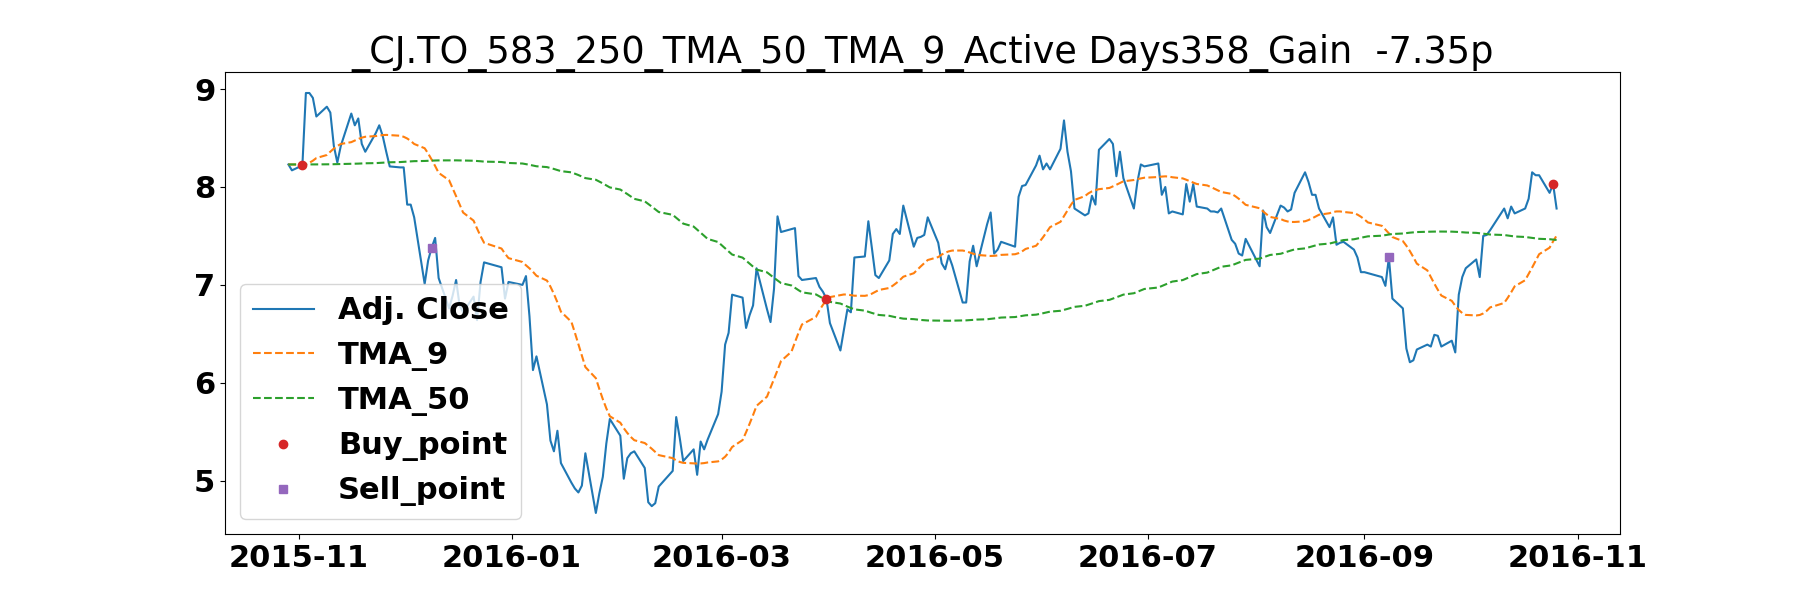 _CJ.TO_583_250_TMA_50_TMA_9_Active Days358_Gain  -7.35p
9
8
7
6
5
Adj. Close
TMA_9
TMA_50
Buy_point
Sell_point
2015-11 2016-01 2016-03 2016-05 2016-07 2016-09 2016-11